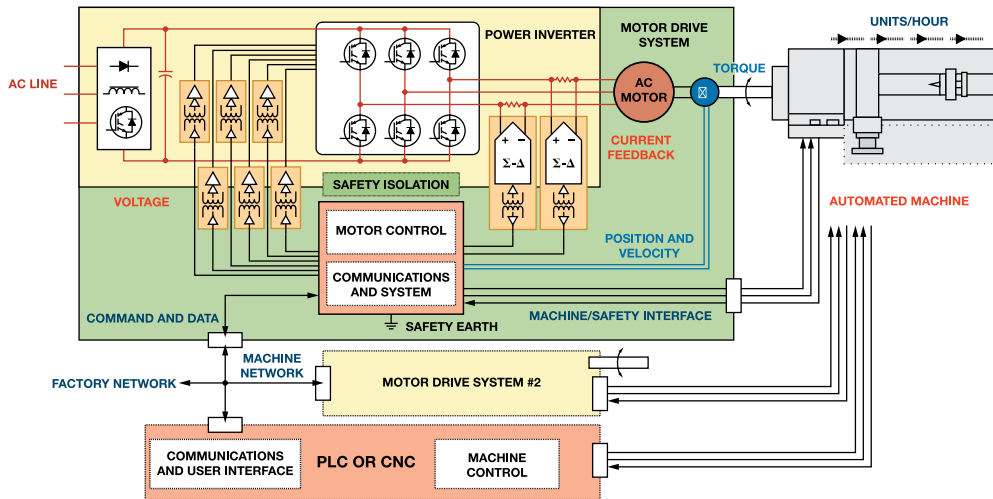 UNITS/HOUR
POWER INVERTER
MOTOR DRIVE
SYSTEM
AC LINE
TORQUE
AC
MOTOR
CURRENT
FEEDBACK
+ −
Σ-Δ
+ −
Σ-Δ
SAFETY ISOLATION
VOLTAGE
AUTOMATED MACHINE
MOTOR CONTROL
POSITION AND
VELOCITY
COMMUNICATIONS
AND SYSTEM
COMMAND AND DATA
SAFETY EARTH
MACHINE/SAFETY INTERFACE
MACHINE
NETWORK
FACTORY NETWORK
MOTOR DRIVE SYSTEM #2
COMMUNICATIONS
AND USER INTERFACE
PLC OR CNC
MACHINE
CONTROL